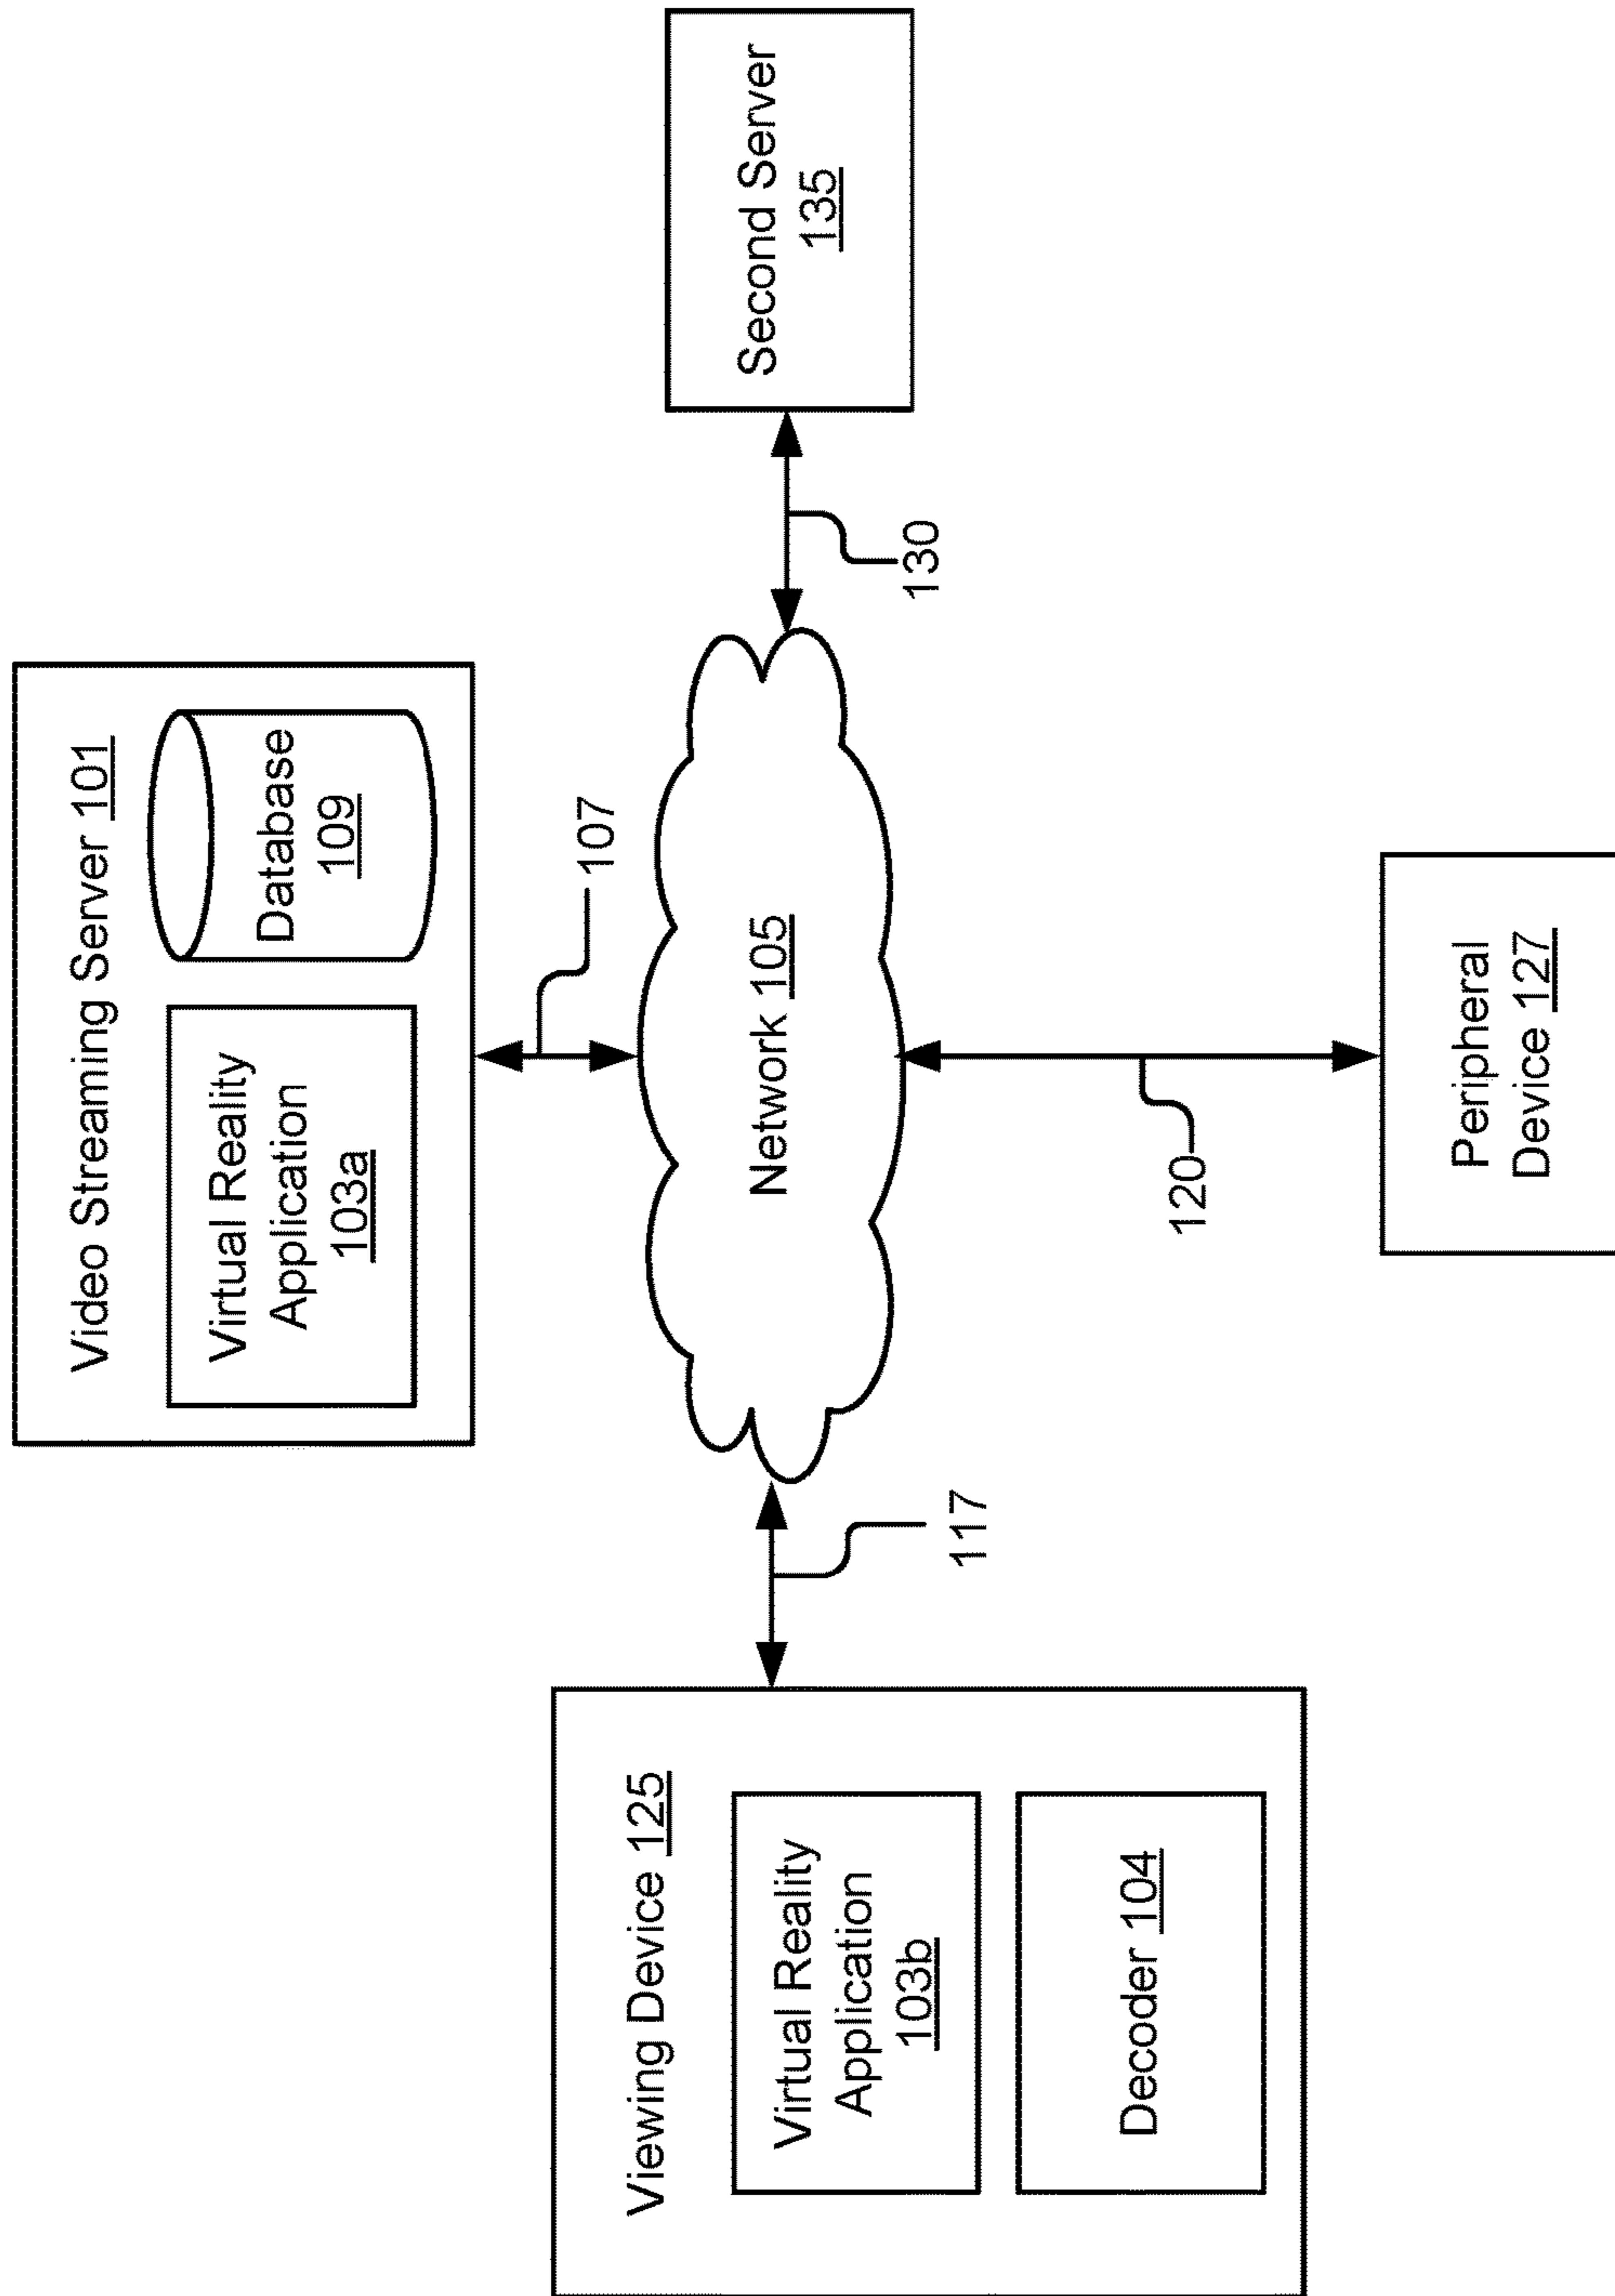 Video Streaming Server 101
Virtual Reality
Application
103a
Database
109
107
Viewing Device 125
Virtual Reality
Application
103b
Decoder 104
117
Network 105
130
Second Server
135
120
Peripheral
Device 127